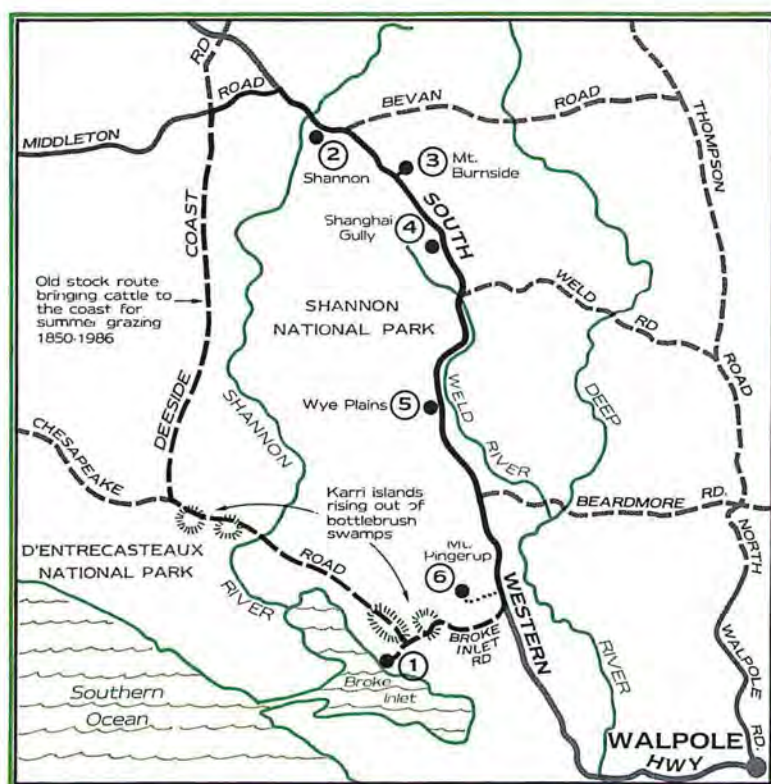 RD
ROAD
MIDDLETON
BEVAN
ROAD
THOMPSON
2
Shannon
3
Mt.
Burnside
COAST
SOUTH
Shanghai
Gully
4
Old stock route
bringing cattle to
the coast for
summer grazing
1850-1986
SHANNON
NATIONAL PARK
WELD
RD
ROAD
DEESIDE
SHANNON
Wye Plains
5
WELD
RIVER
DEEP
CHESAPEAKE
Karri islands
rising out of
bottlebrush
swamps
BEARDMORE RD.
D'ENTRECASTEAUX
NATIONAL PARK
ROAD
RIVER
Mt.
Pingerup
6
WESTERN
NORTH
BROKE
INLET
RD
1
Broke
Inlet
RIVER
WALPOLE
RD.
Southern
Ocean
WALPOLE
HWY